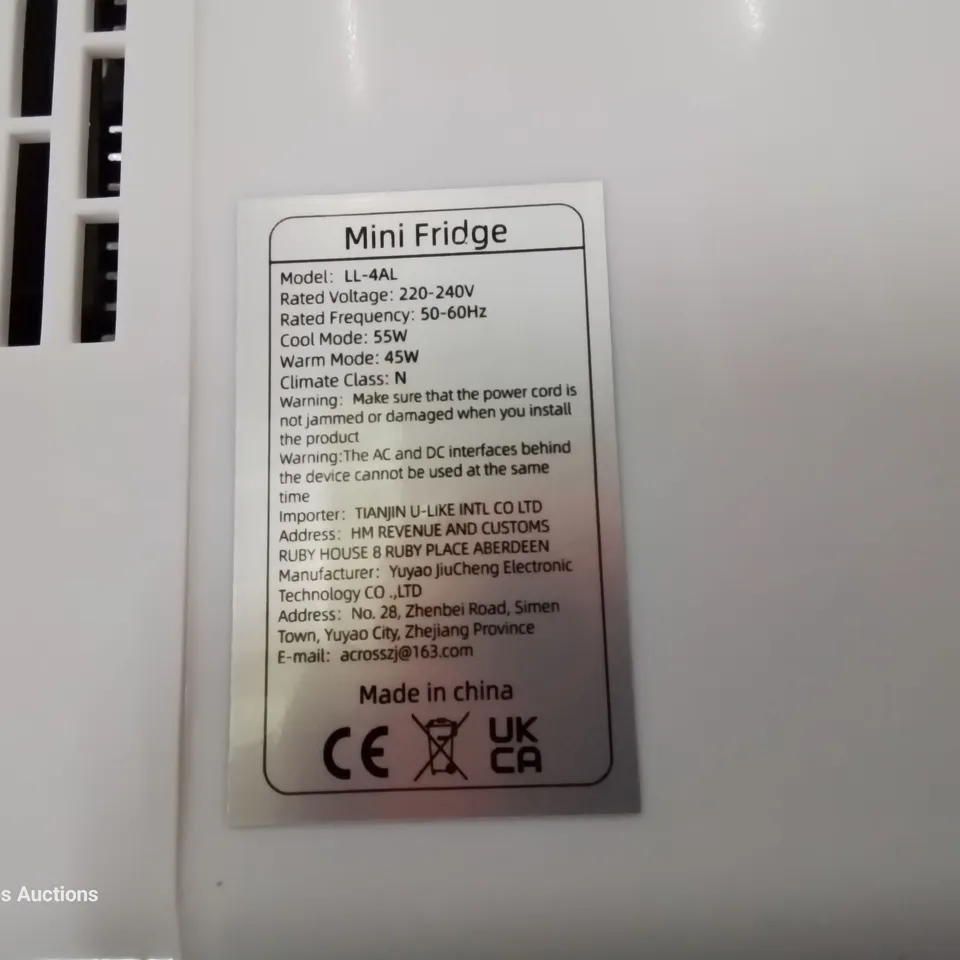 Mini Fridge
Model: LL-4AL
Rated Voltage: 220-240V
Rated Frequency: 50-60Hz
Cool Mode: 55W
Warm Mode: 45W
Climate Class: N
Warning: Make sure that the power cord is
not jammed or damaged when you install
the product
Warning:The AC and DC interfaces behind
the device cannot be used at the same
time
Importer: TIANJIN U-LIKE INTL CO LTD
Address: HM REVENUE AND CUSTOMS
RUBY HOUSE 8 RUBY PLACE ABERDEEN
Manufacturer: Yuyao JiuCheng Electronic
Technology CO .,LTD
Address: No. 28, Zhenbei Road, Simen
Town, Yuyao City, Zhejiang Province
E-mail: acrosszj@163.com
Made in china
CE
UK
CA
s Auctions